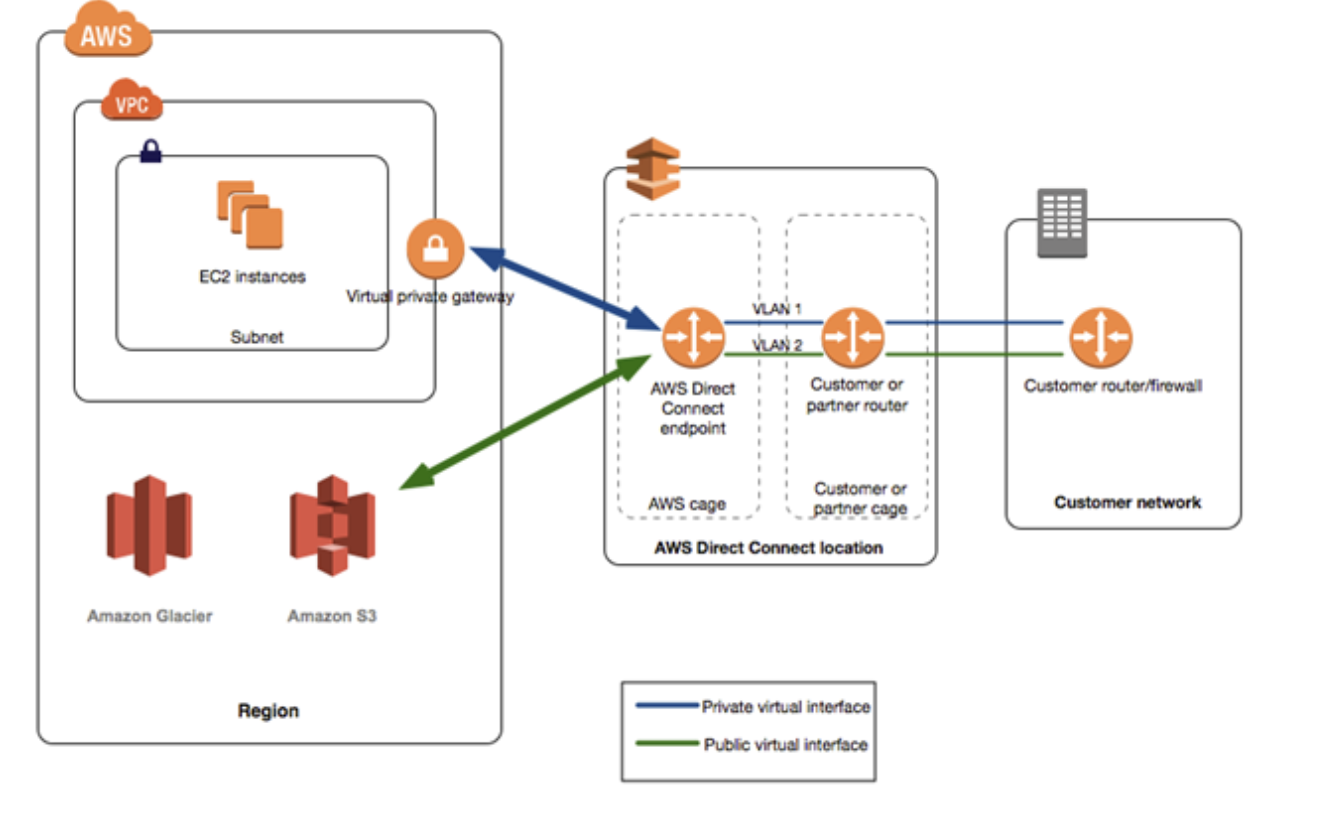 AWS
VPC
EC2 instances
Subnet
Virtual private gateway
Amazon Glacier
Amazon S3
Region
VLAN 1
VLAN 2
AWS Direct
Connect
endpoint
AWS cage
Customer or
partner router
Customer or
partner cage
AWS Direct Connect location
Customer router/firewall
Customer network
Private virtual interface
Public virtual interface